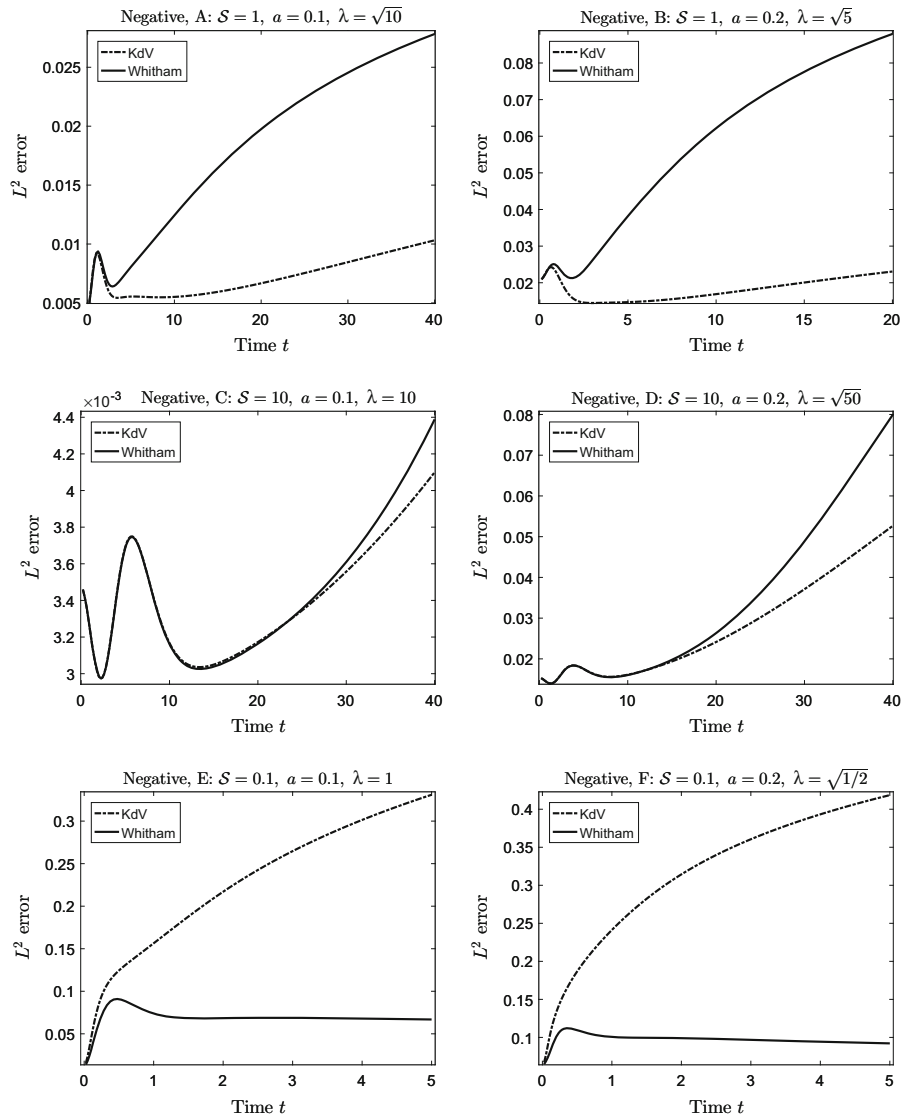 Negative, A: 𝒮 = 1, a = 0.1, λ = √10
KdV
Whitham
0.025
0.02
0.015
0.01
0.005
L² error
0 10 20 30 40
Time t
Negative, B: 𝒮 = 1, a = 0.2, λ = √5
KdV
Whitham
0.08
0.07
0.06
0.05
0.04
0.03
0.02
L² error
0 5 10 15 20
Time t
×10⁻³
Negative, C: 𝒮 = 10, a = 0.1, λ = 10
KdV
Whitham
4.4
4.2
4
3.8
3.6
3.4
3.2
3
L² error
0 10 20 30 40
Time t
Negative, D: 𝒮 = 10, a = 0.2, λ = √50
KdV
Whitham
0.08
0.07
0.06
0.05
0.04
0.03
0.02
L² error
0 10 20 30 40
Time t
Negative, E: 𝒮 = 0.1, a = 0.1, λ = 1
KdV
Whitham
0.3
0.25
0.2
0.15
0.1
0.05
L² error
0 1 2 3 4 5
Time t
Negative, F: 𝒮 = 0.1, a = 0.2, λ = √1/2
KdV
Whitham
0.4
0.35
0.3
0.25
0.2
0.15
0.1
L² error
0 1 2 3 4 5
Time t